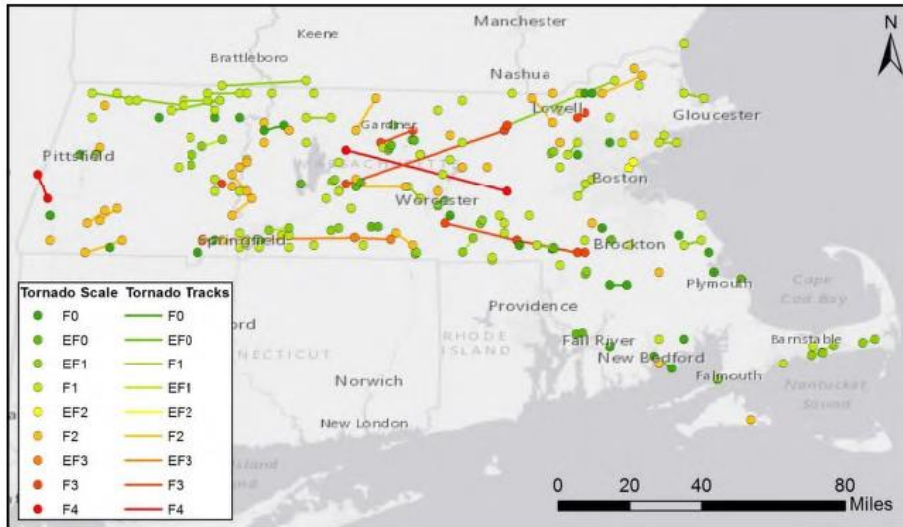 Manchester
N
Keene
Brattleboro
Nashua
Lowell
Gardner
Gloucester
Pittsfield
MASSACHUSETTS
Boston
Worcester
Springfield
Brockton
Plymouth
Cape
Cod Bay
Providence
Fall River
RHODE
ISLAND
New Bedford
Barnstable
Falmouth
Nantucket
Sound
Norwich
New London
Tornado Scale Tornado Tracks
F0 F0
EF0 EF0
EF1 F1
F1 EF1
EF2 EF2
F2 F2
EF3 EF3
F3 F3
F4 F4
0 20 40 80
Miles